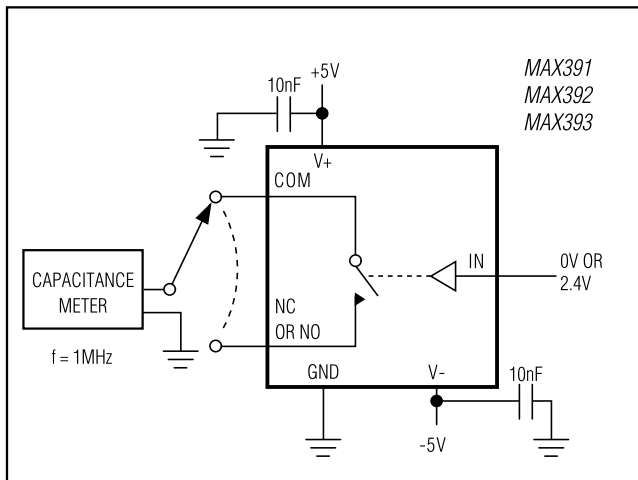 MAX391
MAX392
MAX393
+5V
10nF
V+
COM
CAPACITANCE
METER
f = 1MHz
NC
OR NO
IN
0V OR
2.4V
GND
V-
10nF
-5V